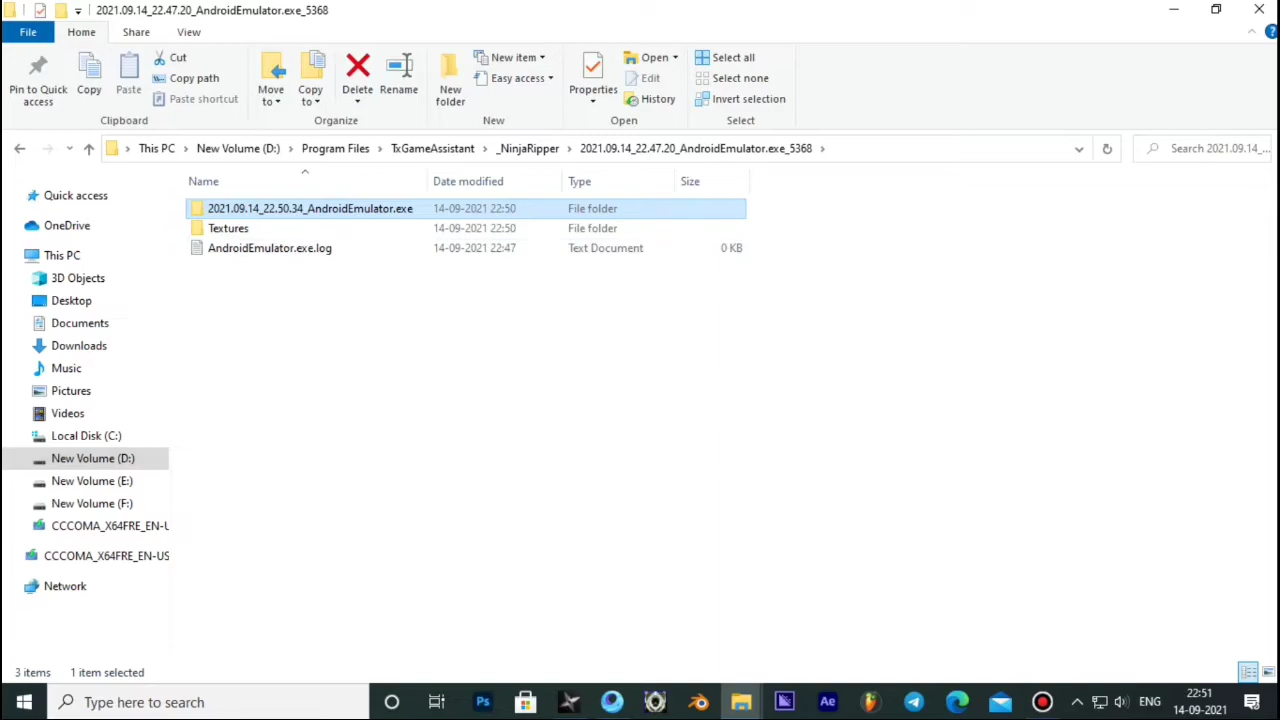 2021.09.14_22.47.20_AndroidEmulator.exe_5368
File Home Share View
Pin to Quick access
Copy
Paste
Cut
Copy path
Paste shortcut
Clipboard
Move to
Copy to
Delete
Rename
Organize
New folder
New item
Easy access
New
Properties
Open
Edit
History
Open
Select all
Select none
Invert selection
Select
This PC New Volume (D:) Program Files TxGameAssistant _NinjaRipper 2021.09.14_22.47.20_AndroidEmulator.exe_5368
Search 2021.09.14_...
Name Date modified Type Size
2021.09.14_22.50.34_AndroidEmulator.exe 14-09-2021 22:50 File folder
Textures 14-09-2021 22:50 File folder
AndroidEmulator.exe.log 14-09-2021 22:47 Text Document 0 KB
Quick access
OneDrive
This PC
3D Objects
Desktop
Documents
Downloads
Music
Pictures
Videos
Local Disk (C:)
New Volume (D:)
New Volume (E:)
New Volume (F:)
CCCOMA_X64FRE_EN-U
CCCOMA_X64FRE_EN-US
Network
3 items 1 item selected
Type here to search
Ps
Ae
ENG
22:51
14-09-2021